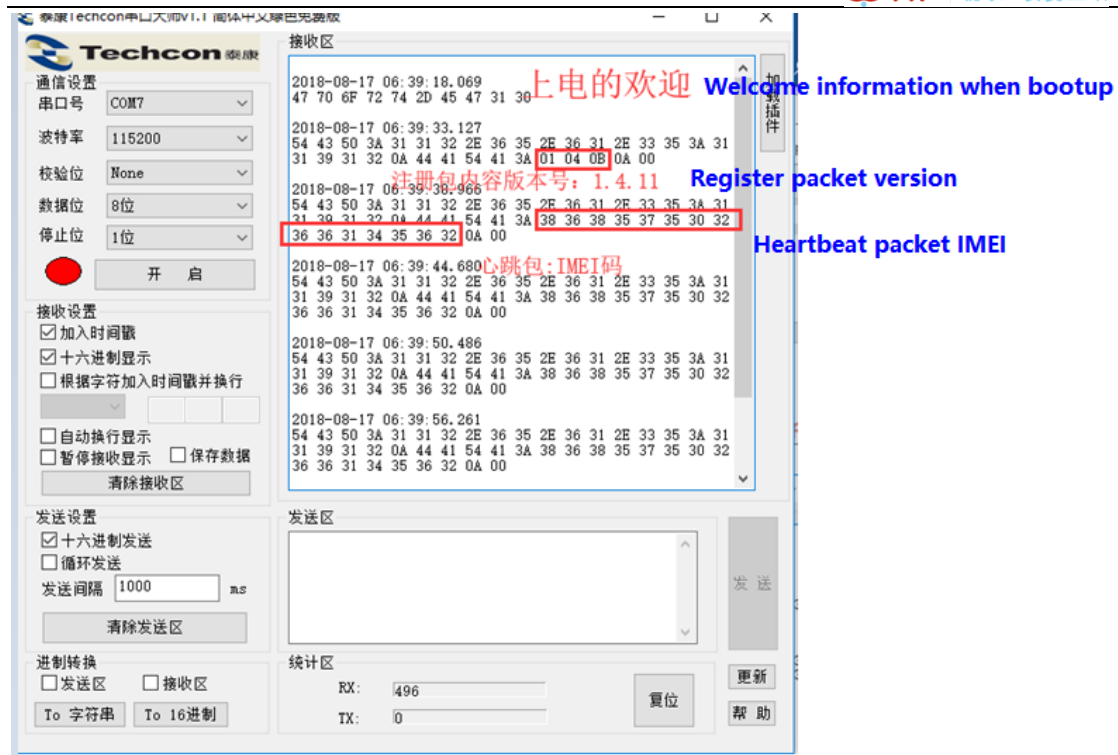 泰康Techcon串口大师v1.1 简体中文绿色免费版
Techcon 泰康
通信设置
串口号 COM7
波特率 115200
校验位 None
数据位 8位
停止位 1位
开 启
接收设置
加入时间戳
十六进制显示
根据字符加入时间戳并换行
自动换行显示
暂停接收显示 保存数据
清除接收区
发送设置
十六进制发送
循环发送
发送间隔 1000 ms
清除发送区
进制转换
发送区 接收区
To 字符串 To 16进制
接收区
加载插件
2018-08-17 06:39:18.069
47 70 6F 72 74 2D 45 47 31 30
上电的欢迎 Welcome information when bootup
2018-08-17 06:39:33.127
54 43 50 3A 31 31 32 2E 36 35 2E 36 31 2E 33 35 3A 31
31 39 31 32 0A 44 41 54 41 3A 01 04 0B 0A 00
注册包内容版本号: 1.4.11 Register packet version
2018-08-17 06:39:38.966
54 43 50 3A 31 31 32 2E 36 35 2E 36 31 2E 33 35 3A 31
31 39 31 32 0A 44 41 54 41 3A 38 36 38 35 37 35 30 32
36 36 31 34 35 36 32 0A 00
Heartbeat packet IMEI
心跳包:IMEI码
2018-08-17 06:39:44.680
54 43 50 3A 31 31 32 2E 36 35 2E 36 31 2E 33 35 3A 31
31 39 31 32 0A 44 41 54 41 3A 38 36 38 35 37 35 30 32
36 36 31 34 35 36 32 0A 00
2018-08-17 06:39:50.486
54 43 50 3A 31 31 32 2E 36 35 2E 36 31 2E 33 35 3A 31
31 39 31 32 0A 44 41 54 41 3A 38 36 38 35 37 35 30 32
36 36 31 34 35 36 32 0A 00
2018-08-17 06:39:56.261
54 43 50 3A 31 31 32 2E 36 35 2E 36 31 2E 33 35 3A 31
31 39 31 32 0A 44 41 54 41 3A 38 36 38 35 37 35 30 32
36 36 31 34 35 36 32 0A 00
发送区
发 送
统计区
RX: 496
TX: 0
复位
更新
帮 助